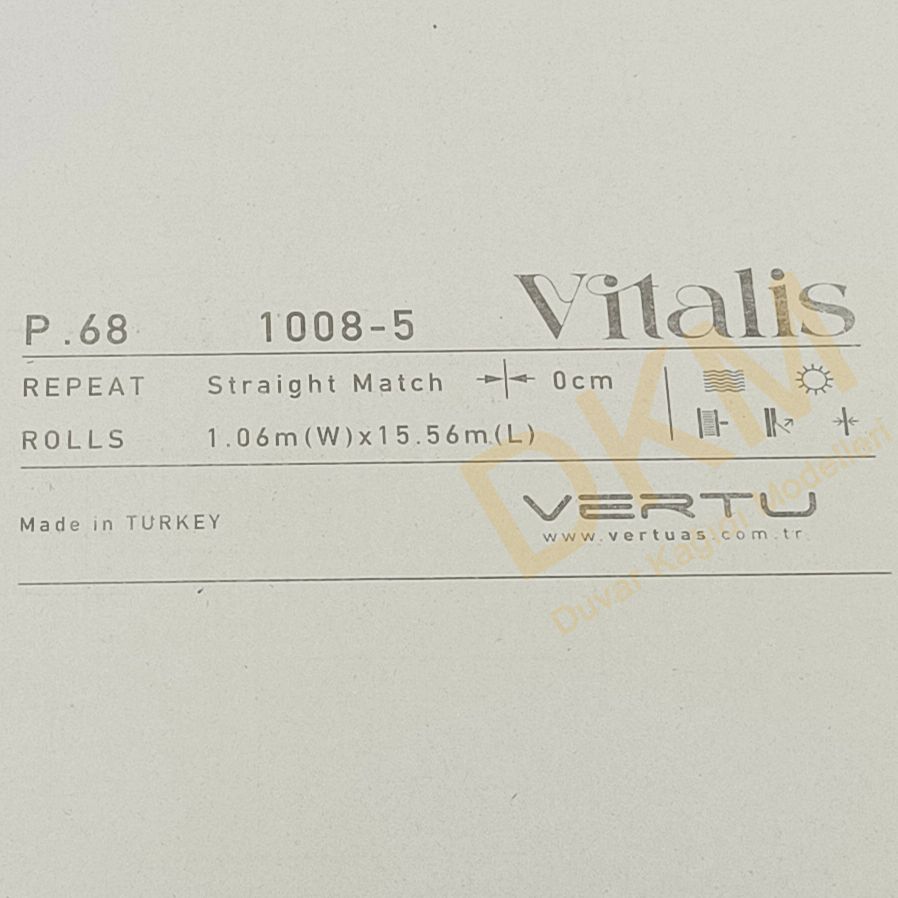 P.68 1008-5 Vitalis
REPEAT Straight Match 0cm
ROLLS 1.06m(W)x15.56m(L)
Made in TURKEY VERTU
www.vertuas.com.tr
DKM
Duvar Kağıdı Modelleri